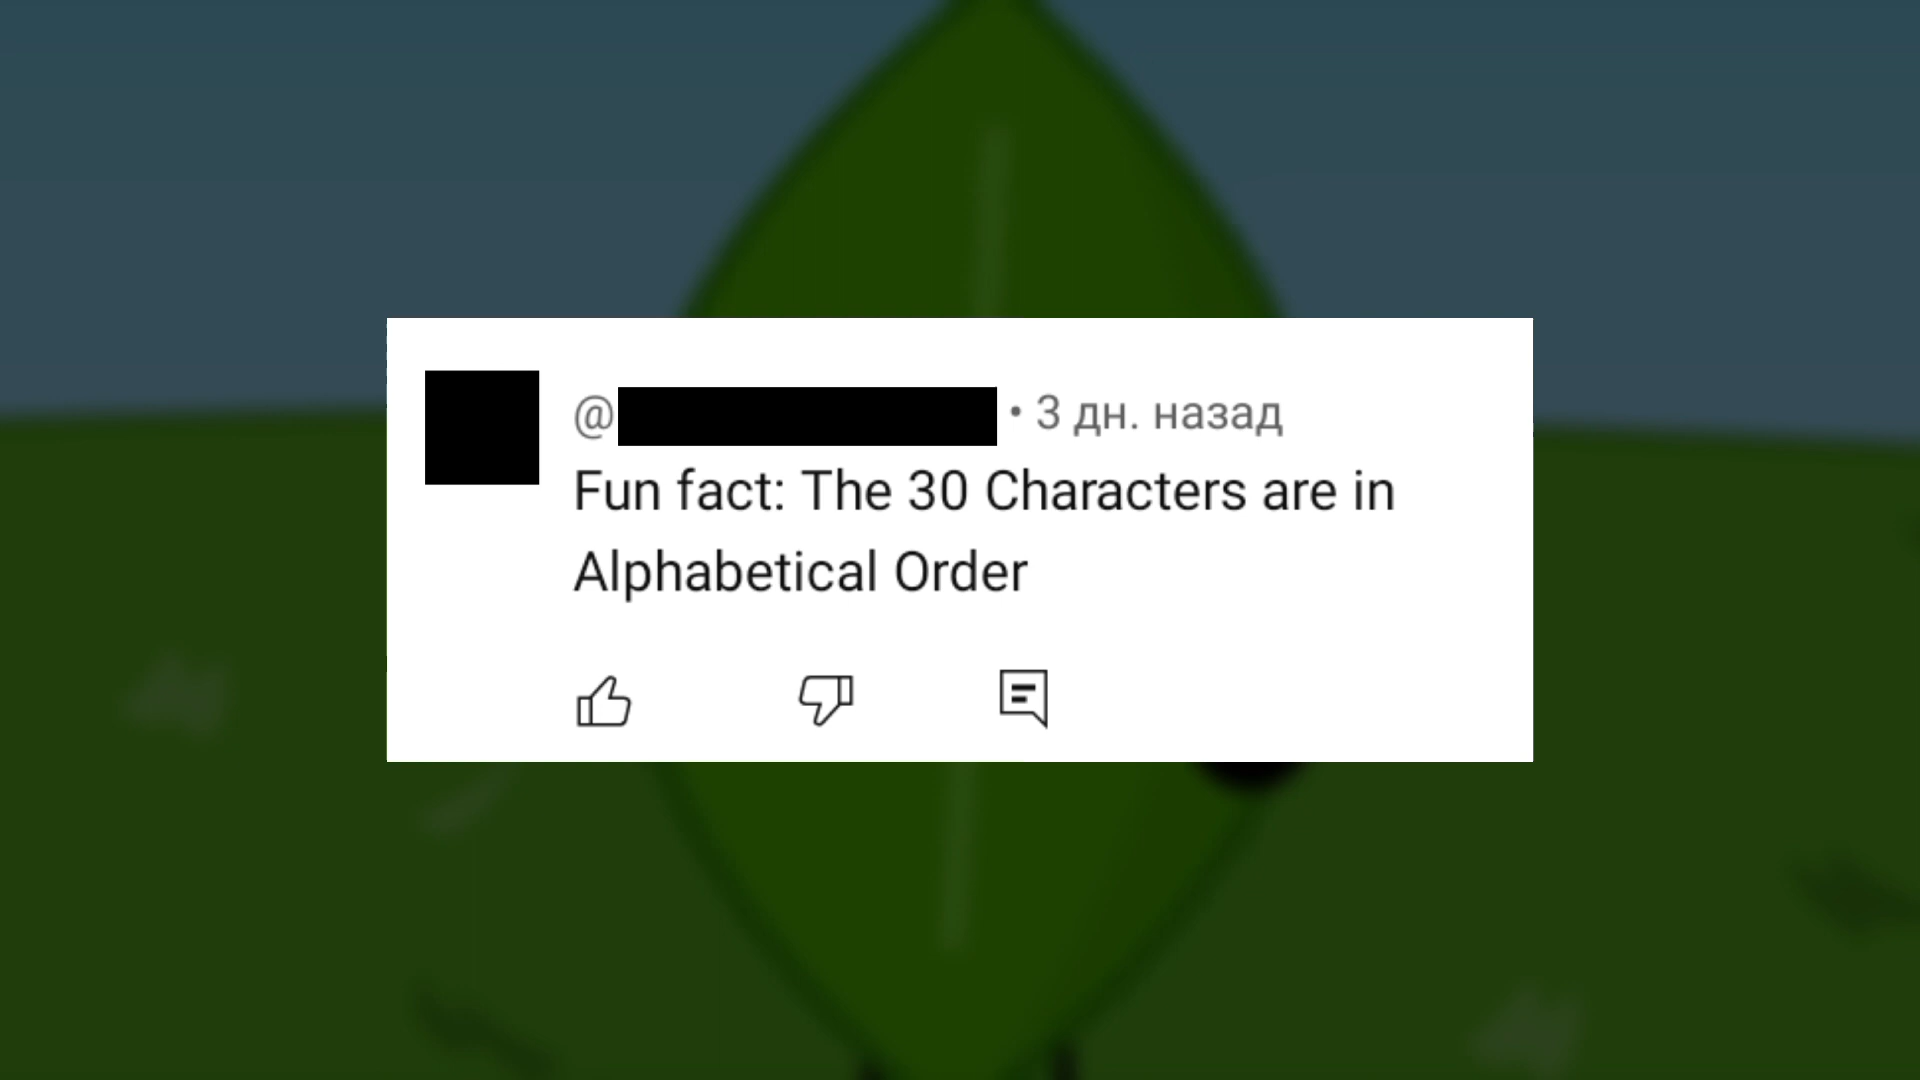 @ • 3 дн. назад
Fun fact: The 30 Characters are in
Alphabetical Order